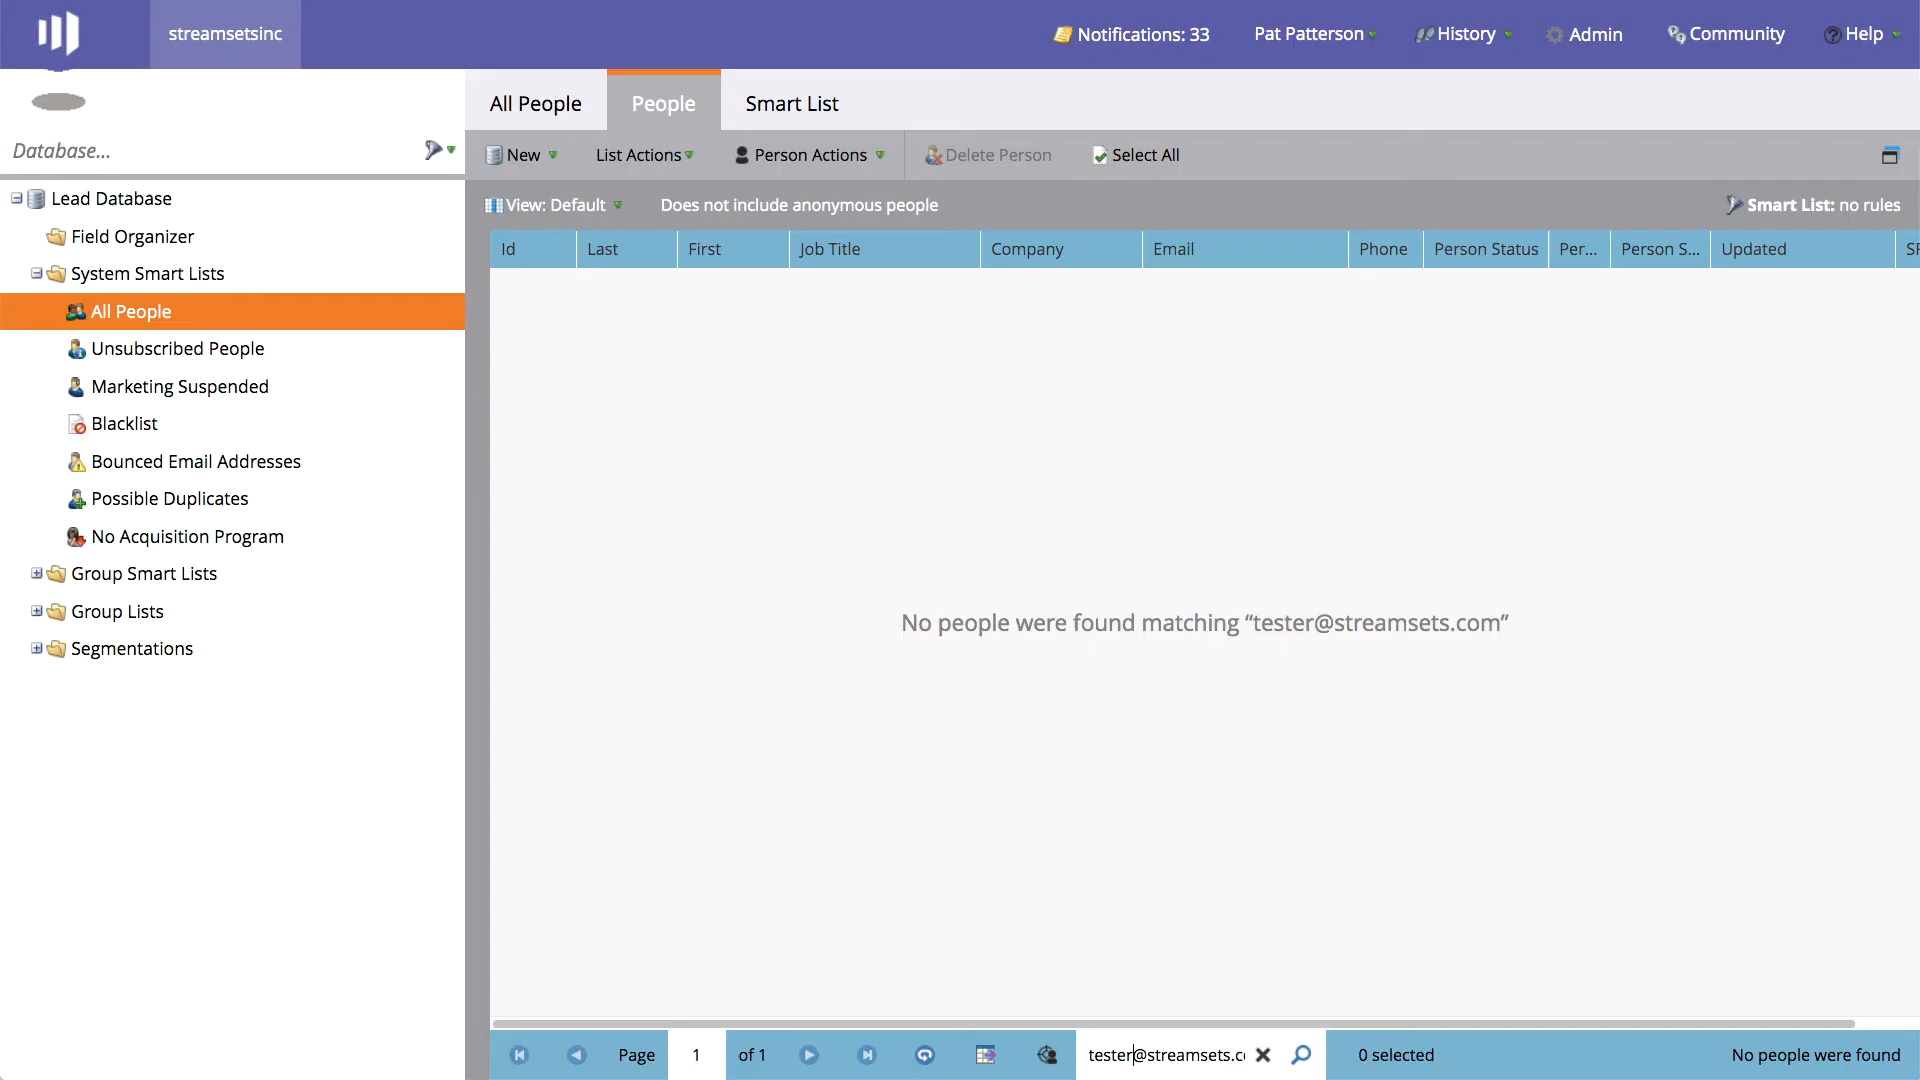 streamsetsinc
Notifications: 33
Pat Patterson
History
Admin
Community
Help
Database...
All People
People
Smart List
New
List Actions
Person Actions
Delete Person
Select All
View: Default
Does not include anonymous people
Smart List: no rules
Lead Database
Field Organizer
System Smart Lists
All People
Unsubscribed People
Marketing Suspended
Blacklist
Bounced Email Addresses
Possible Duplicates
No Acquisition Program
Group Smart Lists
Group Lists
Segmentations
Id Last First Job Title Company Email Phone Person Status Per... Person S... Updated
No people were found matching “tester@streamsets.com”
Page 1 of 1
tester@streamsets.c
0 selected
No people were found